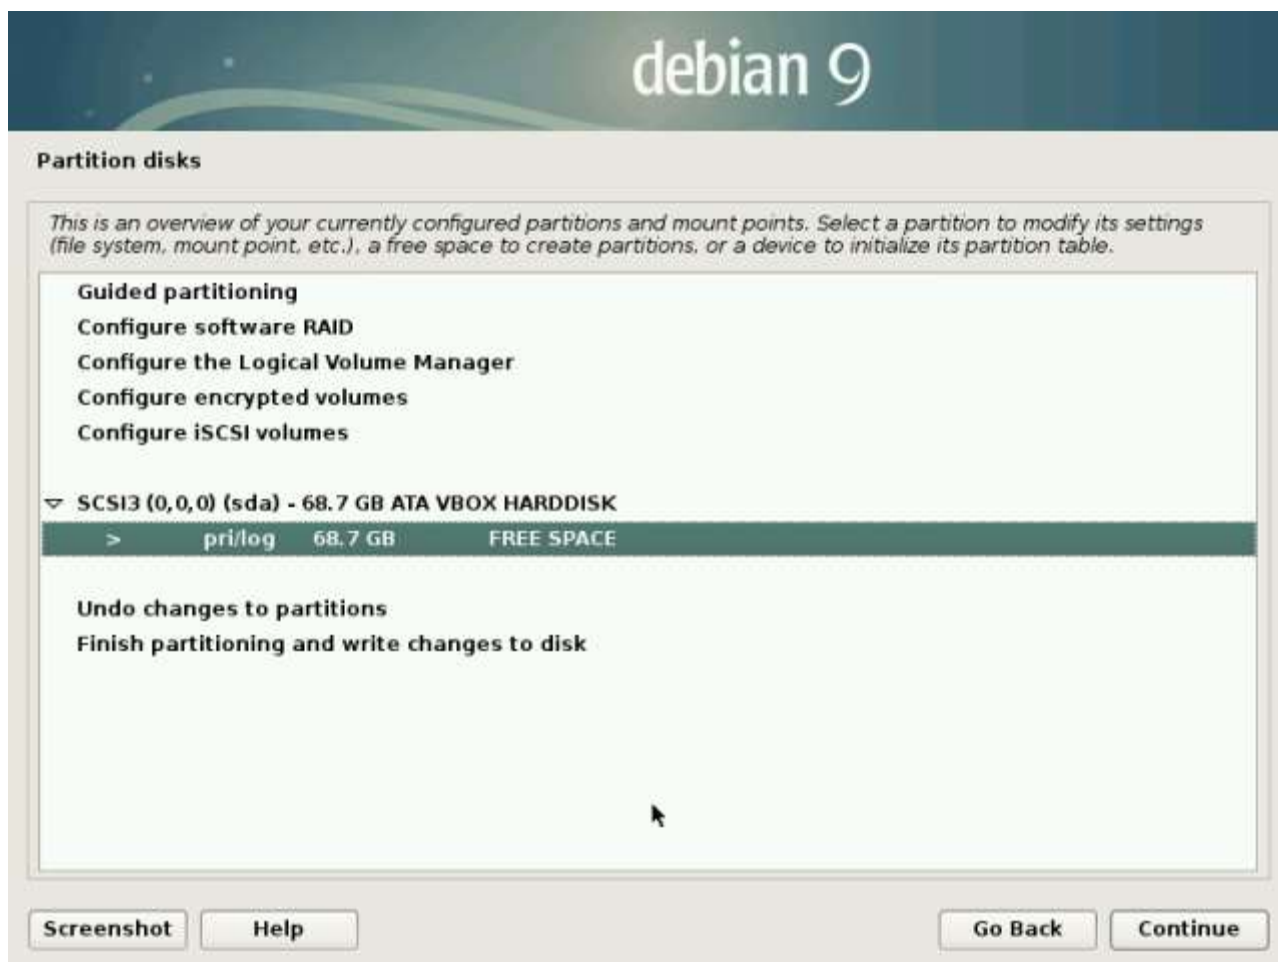 debian 9
Partition disks
This is an overview of your currently configured partitions and mount points. Select a partition to modify its settings
(file system, mount point, etc.), a free space to create partitions, or a device to initialize its partition table.
Guided partitioning
Configure software RAID
Configure the Logical Volume Manager
Configure encrypted volumes
Configure iSCSI volumes
SCSI3 (0,0,0) (sda) - 68.7 GB ATA VBOX HARDDISK
> pri/log 68.7 GB FREE SPACE
Undo changes to partitions
Finish partitioning and write changes to disk
Screenshot Help Go Back Continue